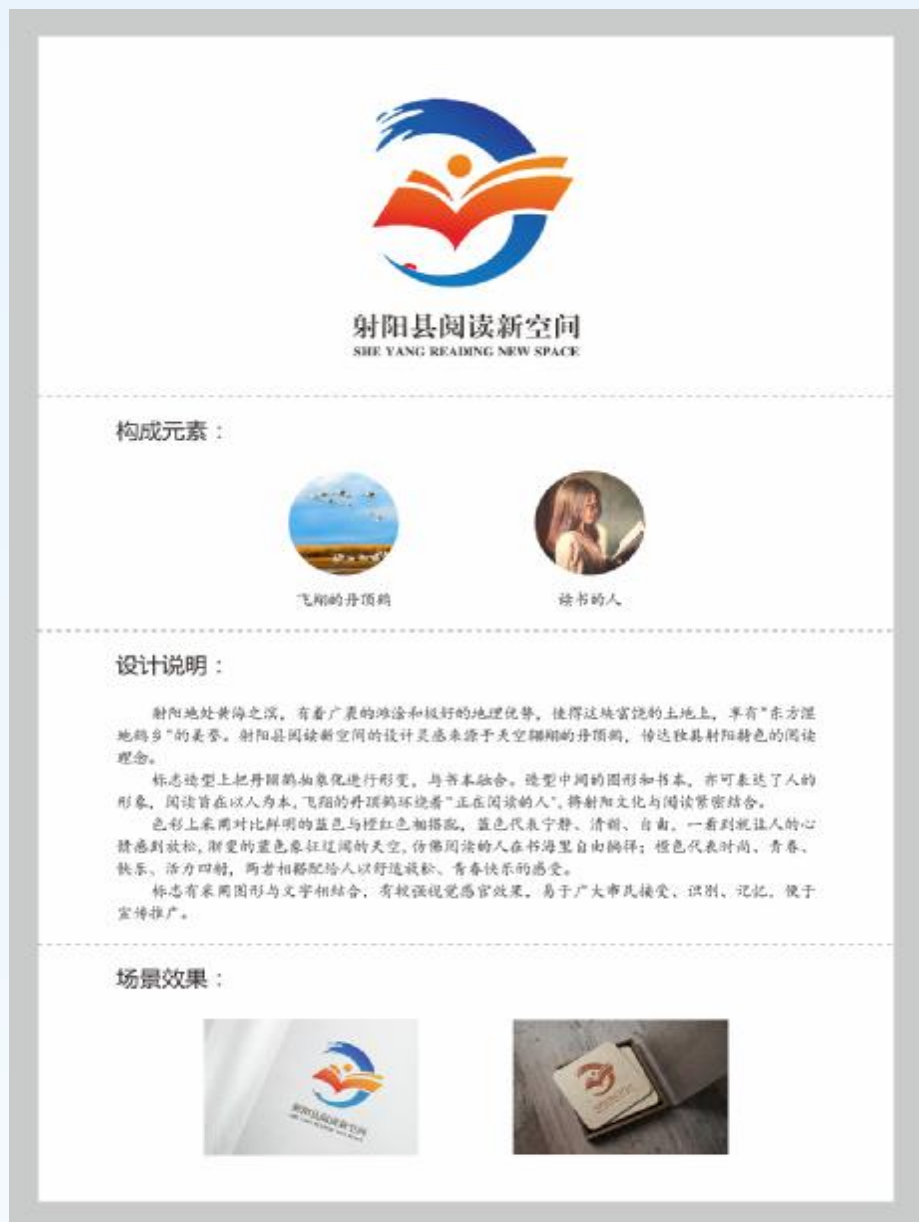 射阳县阅读新空间
SHE YANG READING NEW SPACE
构成元素：
飞翔的丹顶鹤
读书的人
设计说明：
射阳地处黄海之滨，有着广袤的滩涂和极好的地理优势，使得这块富饶的土地上，享有"东方湿
地鹤乡"的美誉。射阳县阅读新空间的设计灵感来源于天空翱翔的丹顶鹤，传达独具射阳特色的阅读
理念。
标志造型上把丹顶鹤抽象化进行形变，与书本融合。造型中间的图形和书本，亦可表达了人的
形象，阅读旨在以人为本，飞翔的丹顶鹤环绕着"正在阅读的人"，将射阳文化与阅读紧密结合。
色彩上采用对比鲜明的蓝色与橙红色相搭配，蓝色代表宁静、清新、自由，一看到就让人的心
情感到放松，渐变的蓝色象征辽阔的天空，仿佛阅读的人在书海里自由徜徉；橙色代表时尚、青春、
快乐、活力四射，两者相搭配给人以舒适放松、青春快乐的感受。
标志有采用图形与文字相结合，有较强视觉感官效果，易于广大市民接受、识别、记忆，便于
宣传推广。
场景效果：
射阳县阅读新空间
SHE YANG READING NEW SPACE